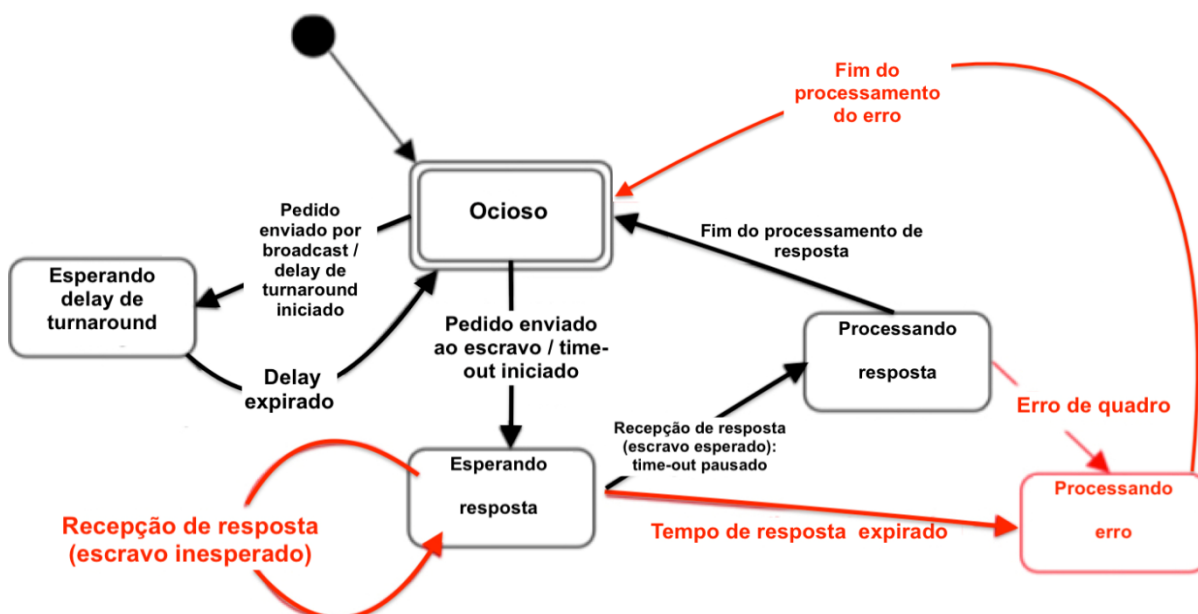 Fim do
processamento
do erro
Ocioso
Pedido
enviado por
broadcast /
delay de
turnaround
iniciado
Fim do processamento de
resposta
Esperando
delay de
turnaround
Pedido enviado
ao escravo / time-
out iniciado
Processando
resposta
Delay
expirado
Erro de quadro
Recepção de resposta
(escravo esperado):
time-out pausado
Esperando
resposta
Processando
erro
Recepção de resposta
(escravo inesperado)
Tempo de resposta expirado